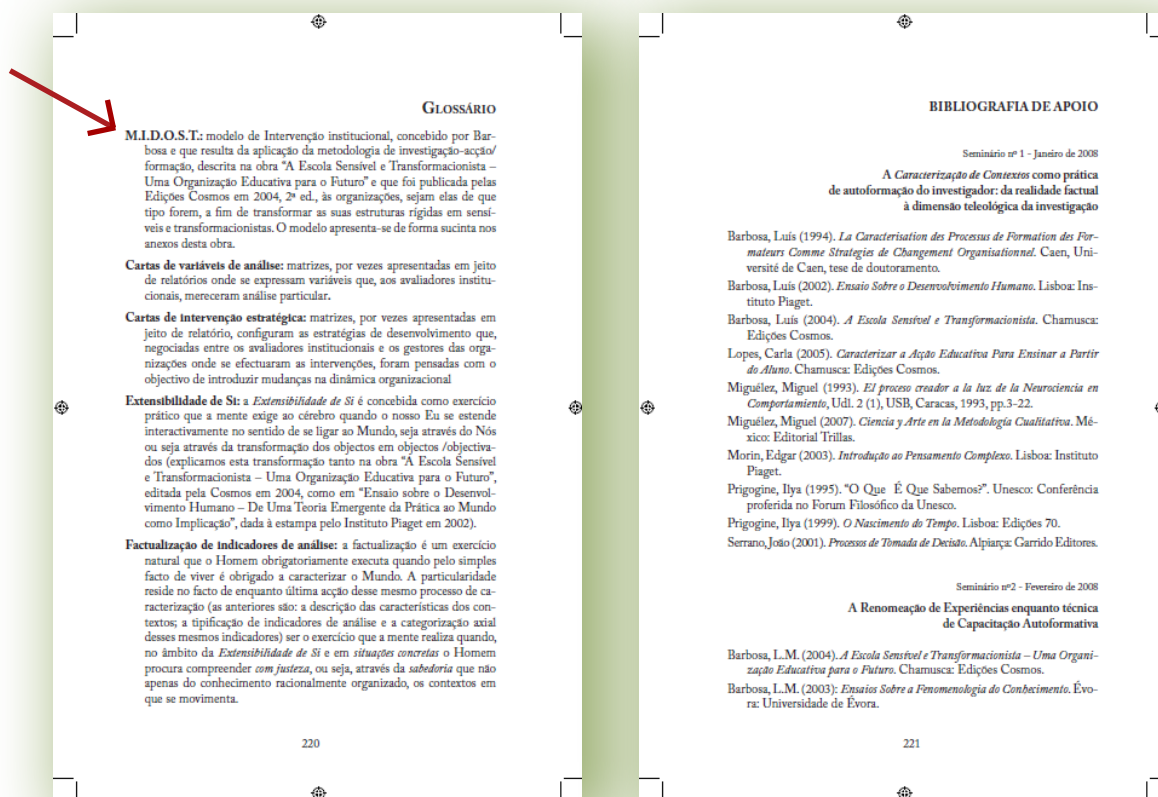 GLOSSÁRIO
M.I.D.O.S.T.: modelo de Intervenção institucional, concebido por Bar-
bosa e que resulta da aplicação da metodologia de investigação-acção/
formação, descrita na obra "A Escola Sensível e Transformacionista –
Uma Organização Educativa para o Futuro" e que foi publicada pelas
Edições Cosmos em 2004, 2ª ed., às organizações, sejam elas de que
tipo forem, a fim de transformar as suas estruturas rígidas em sensí-
veis e transformacionistas. O modelo apresenta-se de forma sucinta nos
anexos desta obra.
Cartas de variáveis de análise: matrizes, por vezes apresentadas em jeito
de relatórios onde se expressam variáveis que, aos avaliadores institu-
cionais, mereceram análise particular.
Cartas de intervenção estratégica: matrizes, por vezes apresentadas em
jeito de relatório, configuram as estratégias de desenvolvimento que,
negociadas entre os avaliadores institucionais e os gestores das orga-
nizações onde se efectuaram as intervenções, foram pensadas com o
objectivo de introduzir mudanças na dinâmica organizacional
Extensibilidade de Si: a Extensibilidade de Si é concebida como exercício
prático que a mente exige ao cérebro quando o nosso Eu se estende
interactivamente no sentido de se ligar ao Mundo, seja através do Nós
ou seja através da transformação dos objectos em objectos /objectiva-
dos (explicamos esta transformação tanto na obra "A Escola Sensível
e Transformacionista – Uma Organização Educativa para o Futuro",
editada pela Cosmos em 2004, como em "Ensaio sobre o Desenvol-
vimento Humano – De Uma Teoria Emergente da Prática ao Mundo
como Implicação", dada à estampa pelo Instituto Piaget em 2002).
Factualização de indicadores de análise: a factualização é um exercício
natural que o Homem obrigatoriamente executa quando pelo simples
facto de viver é obrigado a caracterizar o Mundo. A particularidade
reside no facto de enquanto última acção desse mesmo processo de ca-
racterização (as anteriores são: a descrição das características dos con-
textos; a tipificação de indicadores de análise e a categorização axial
desses mesmos indicadores) ser o exercício que a mente realiza quando,
no âmbito da Extensibilidade de Si e em situações concretas o Homem
procura compreender com justeza, ou seja, através da sabedoria que não
apenas do conhecimento racionalmente organizado, os contextos em
que se movimenta.
220
BIBLIOGRAFIA DE APOIO
Seminário nº 1 - Janeiro de 2008
A Caracterização de Contextos como prática
de autoformação do investigador: da realidade factual
à dimensão teleológica da investigação
Barbosa, Luís (1994). La Caracterisation des Processus de Formation des For-
mateurs Comme Strategies de Changement Organisationnel. Caen, Uni-
versité de Caen, tese de doutoramento.
Barbosa, Luís (2002). Ensaio Sobre o Desenvolvimento Humano. Lisboa: Ins-
tituto Piaget.
Barbosa, Luís (2004). A Escola Sensível e Transformacionista. Chamusca:
Edições Cosmos.
Lopes, Carla (2005). Caracterizar a Acção Educativa Para Ensinar a Partir
do Aluno. Chamusca: Edições Cosmos.
Miguélez, Miguel (1993). El proceso creador a la luz de la Neurociencia en
Comportamiento, Udl. 2 (1), USB, Caracas, 1993, pp.3-22.
Miguélez, Miguel (2007). Ciencia y Arte en la Metodología Cualitativa. Mé-
xico: Editorial Trillas.
Morin, Edgar (2003). Introdução ao Pensamento Complexo. Lisboa: Instituto
Piaget.
Prigogine, Ilya (1995). "O Que É Que Sabemos?". Unesco: Conferência
proferida no Forum Filosófico da Unesco.
Prigogine, Ilya (1999). O Nascimento do Tempo. Lisboa: Edições 70.
Serrano, João (2001). Processos de Tomada de Decisão. Alpiarça: Garrido Editores.
Seminário nº2 - Fevereiro de 2008
A Renomeação de Experiências enquanto técnica
de Capacitação Autoformativa
Barbosa, L.M. (2004). A Escola Sensível e Transformacionista – Uma Organi-
zação Educativa para o Futuro. Chamusca: Edições Cosmos.
Barbosa, L.M. (2003): Ensaios Sobre a Fenomenologia do Conhecimento. Évo-
ra: Universidade de Évora.
221